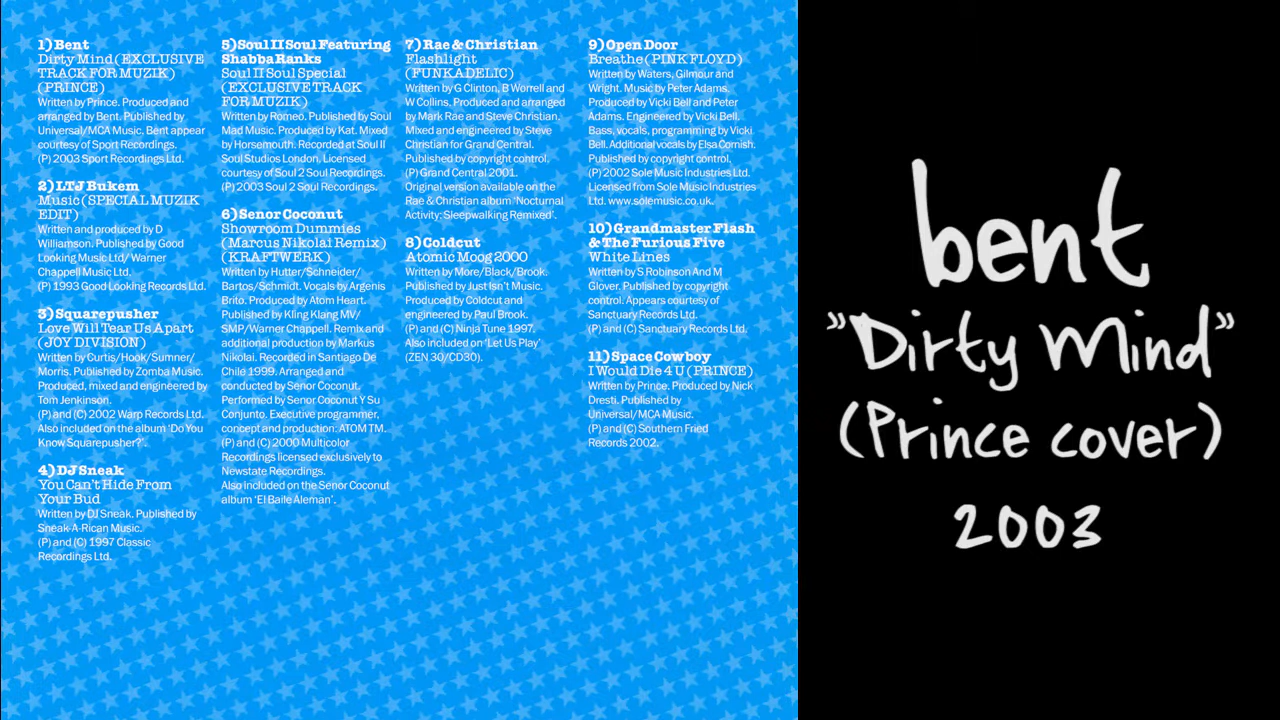 1) Bent
Dirty Mind (EXCLUSIVE
TRACK FOR MUZIK)
(PRINCE)
Written by Prince. Produced and
arranged by Bent. Published by
Universal/MCA Music. Bent appear
courtesy of Sport Recordings.
(P) 2003 Sport Recordings Ltd.
2) LTJ Bukem
Music (SPECIAL MUZIK
EDIT)
Written and produced by D
Williamson. Published by Good
Looking Music Ltd/ Warner
Chappell Music Ltd.
(P) 1993 Good Looking Records Ltd.
3) Squarepusher
Love Will Tear Us Apart
(JOY DIVISION)
Written by Curtis/Hook/Sumner/
Morris. Published by Zomba Music.
Produced, mixed and engineered by
Tom Jenkinson.
(P) and (C) 2002 Warp Records Ltd.
Also included on the album 'Do You
Know Squarepusher?'.
4) DJ Sneak
You Can't Hide From
Your Bud
Written by DJ Sneak. Published by
Sneak-A-Rican Music.
(P) and (C) 1997 Classic
Recordings Ltd.
5) Soul II Soul Featuring
Shabba Ranks
Soul II Soul Special
(EXCLUSIVE TRACK
FOR MUZIK)
Written by Romeo. Published by Soul
Mad Music. Produced by Kat. Mixed
by Horsemouth. Recorded at Soul II
Soul Studios London. Licensed
courtesy of Soul 2 Soul Recordings.
(P) 2003 Soul 2 Soul Recordings.
6) Senor Coconut
Showroom Dummies
(Marcus Nikolai Remix)
(KRAFTWERK)
Written by Hutter/Schneider/
Bartos/Schmidt. Vocals by Argenis
Brito. Produced by Atom Heart.
Published by Kling Klang MV/
SMP/Warner Chappell. Remix and
additional production by Markus
Nikolai. Recorded in Santiago De
Chile 1999. Arranged and
conducted by Senor Coconut.
Performed by Senor Coconut Y Su
Conjunto. Executive programmer,
concept and production: ATOM TM.
(P) and (C) 2000 Multicolor
Recordings licensed exclusively to
Newstate Recordings.
Also included on the Senor Coconut
album 'El Baile Aleman'.
7) Rae & Christian
Flashlight
(FUNKADELIC)
Written by G Clinton, B Worrell and
W Collins. Produced and arranged
by Mark Rae and Steve Christian.
Mixed and engineered by Steve
Christian for Grand Central.
Published by copyright control.
(P) Grand Central 2001.
Original version available on the
Rae & Christian album 'Nocturnal
Activity: Sleepwalking Remixed'.
8) Coldcut
Atomic Moog 2000
Written by More/Black/Brook.
Published by Just Isn't Music.
Produced by Coldcut and
engineered by Paul Brook.
(P) and (C) Ninja Tune 1997.
Also included on 'Let Us Play'
(ZEN 30/CD30).
9) Open Door
Breathe (PINK FLOYD)
Written by Waters, Gilmour and
Wright. Music by Peter Adams.
Produced by Vicki Bell and Peter
Adams. Engineered by Vicki Bell.
Bass, vocals, programming by Vicki
Bell. Additional vocals by Elsa Cornish.
Published by copyright control.
(P) 2002 Sole Music Industries Ltd.
Licensed from Sole Music Industries
Ltd. www.solemusic.co.uk.
10) Grandmaster Flash
& The Furious Five
White Lines
Written by S Robinson And M
Glover. Published by copyright
control. Appears courtesy of
Sanctuary Records Ltd.
(P) and (C) Sanctuary Records Ltd.
11) Space Cowboy
I Would Die 4 U (PRINCE)
Written by Prince. Produced by Nick
Dresti. Published by
Universal/MCA Music.
(P) and (C) Southern Fried
Records 2002.
bent
"Dirty Mind"
(Prince cover)
2003